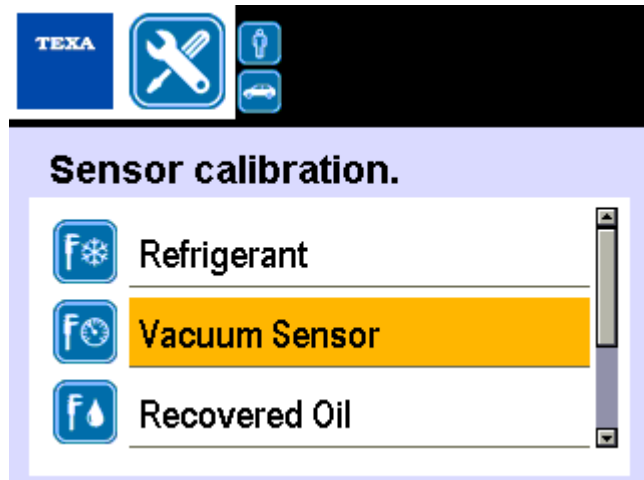 TEXA
Sensor calibration.
Refrigerant
Vacuum Sensor
Recovered Oil